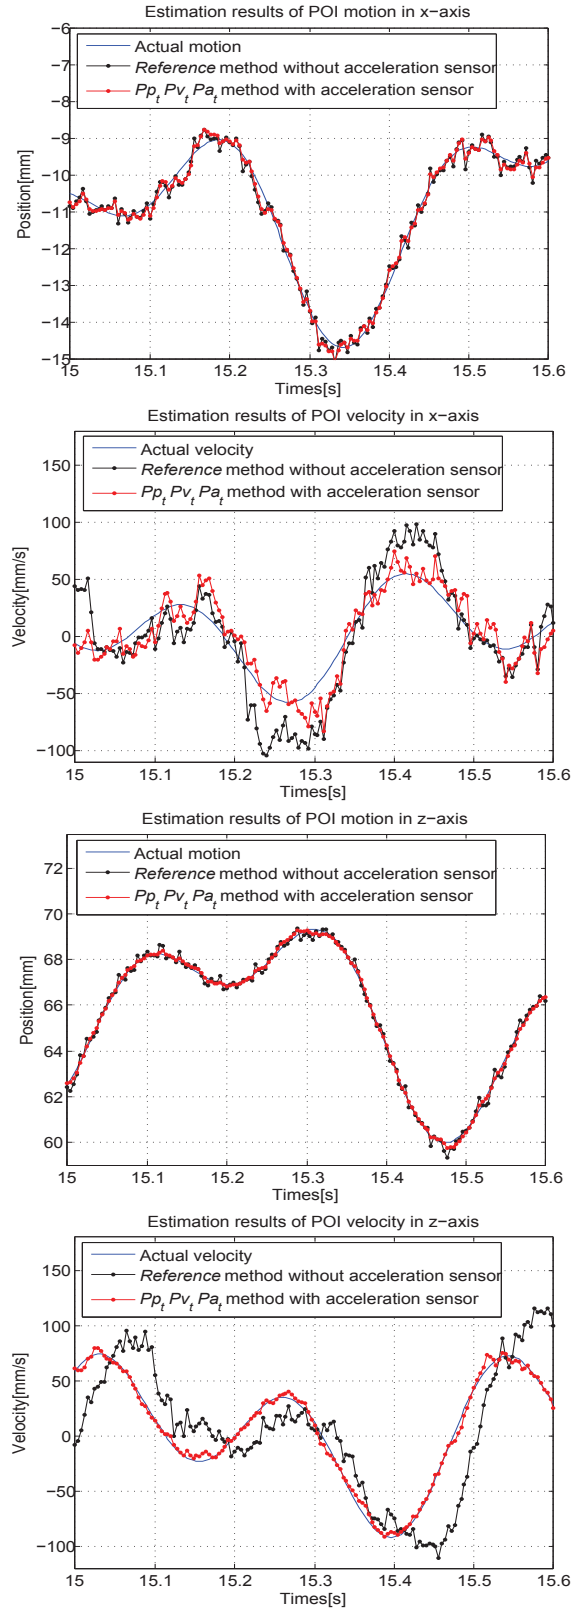 Estimation results of POI motion in x−axis
Actual motion
Reference method without acceleration sensor
Pp_t Pv_t Pa_t method with acceleration sensor
Position[mm]
−6
−7
−8
−9
−10
−11
−12
−13
−14
−15
15 15.1 15.2 15.3 15.4 15.5 15.6
Times[s]
Estimation results of POI velocity in x−axis
Actual velocity
Reference method without acceleration sensor
Pp_t Pv_t Pa_t method with acceleration sensor
Velocity[mm/s]
150
100
50
0
−50
−100
15 15.1 15.2 15.3 15.4 15.5 15.6
Times[s]
Estimation results of POI motion in z−axis
Actual motion
Reference method without acceleration sensor
Pp_t Pv_t Pa_t method with acceleration sensor
Position[mm]
72
70
68
66
64
62
60
15 15.1 15.2 15.3 15.4 15.5 15.6
Times[s]
Estimation results of POI velocity in z−axis
Actual velocity
Reference method without acceleration sensor
Pp_t Pv_t Pa_t method with acceleration sensor
Velocity[mm/s]
150
100
50
0
−50
−100
15 15.1 15.2 15.3 15.4 15.5 15.6
Times[s]